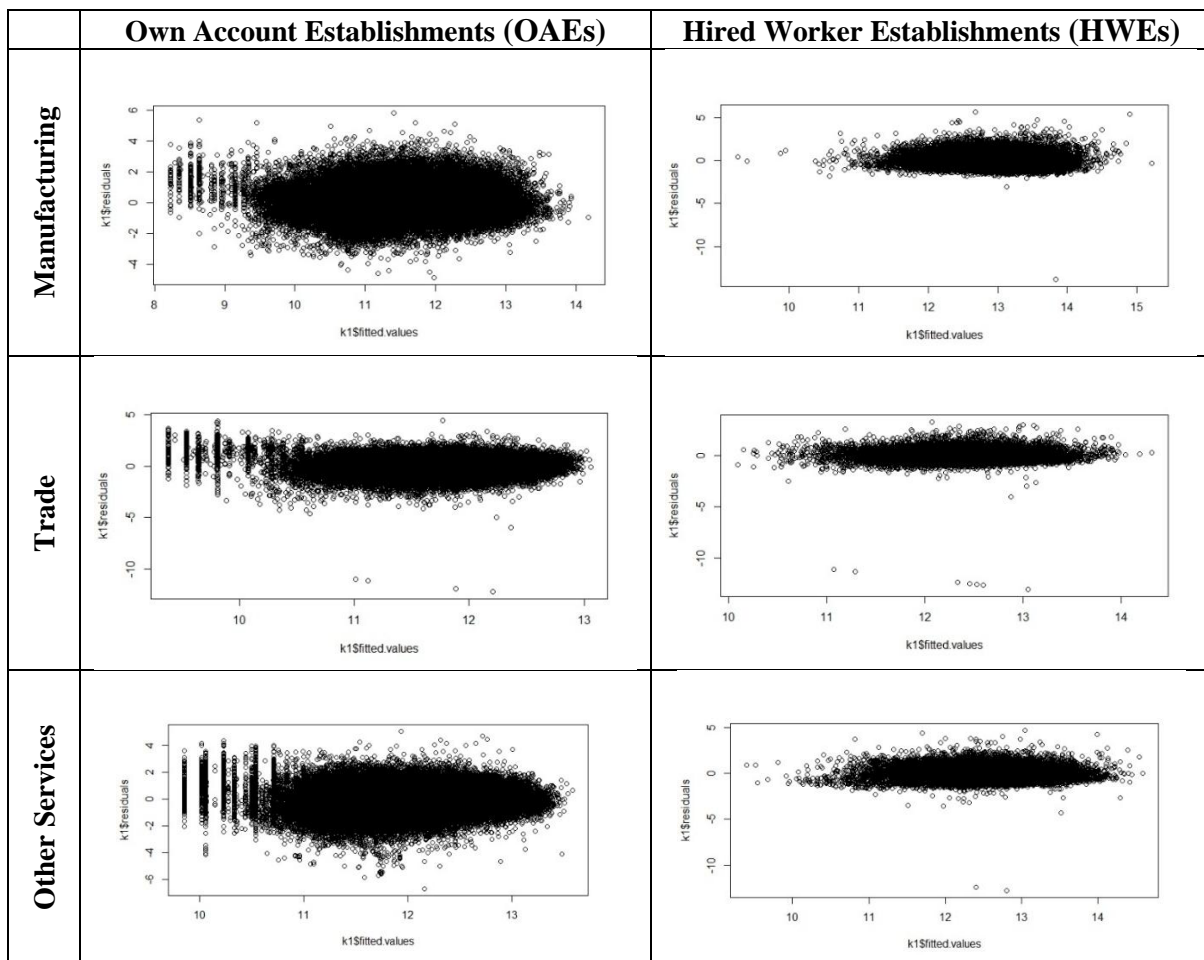 Own Account Establishments (OAEs)
Hired Worker Establishments (HWEs)
Manufacturing
k1$residuals
6
4
2
0
-2
-4
8 9 10 11 12 13 14
k1$fitted.values
k1$residuals
5
0
-5
-10
10 11 12 13 14 15
k1$fitted.values
Trade
k1$residuals
5
0
-5
-10
10 11 12 13
k1$fitted.values
k1$residuals
5
0
-5
-10
10 11 12 13 14
k1$fitted.values
Other Services
k1$residuals
4
2
0
-2
-4
-6
10 11 12 13
k1$fitted.values
k1$residuals
5
0
-5
-10
10 11 12 13 14
k1$fitted.values